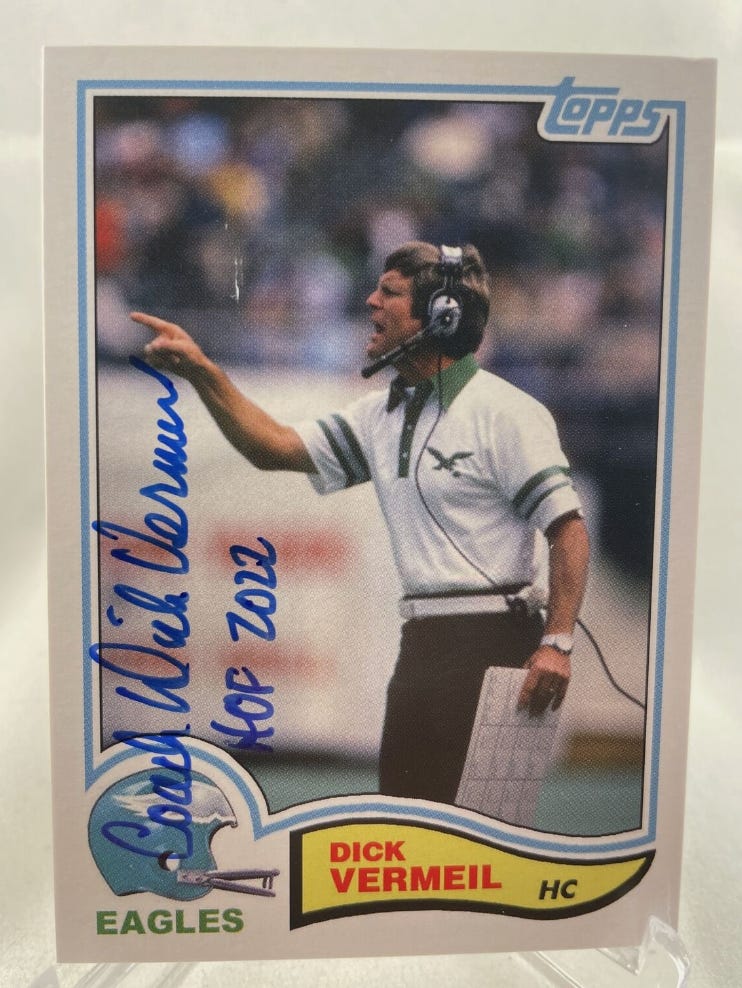 Topps
Coach Dick Vermeil
HOF 2022
DICK
VERMEIL
HC
EAGLES